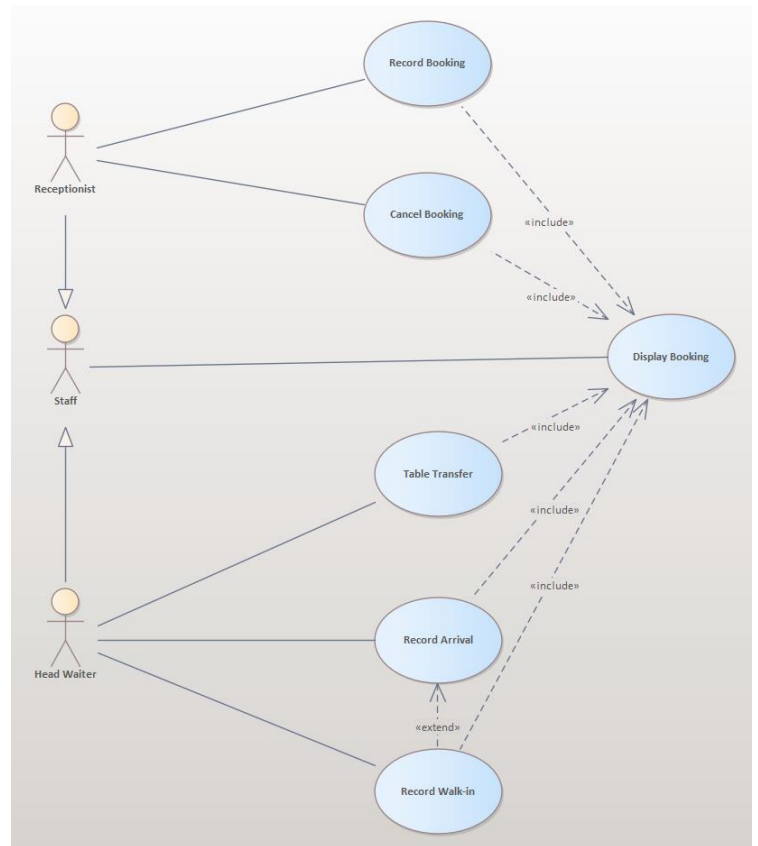 Record Booking
Receptionist
Cancel Booking
«include»
«include»
Display Booking
Staff
«include»
Table Transfer
«include»
«include»
Record Arrival
Head Waiter
«extend»
Record Walk-in